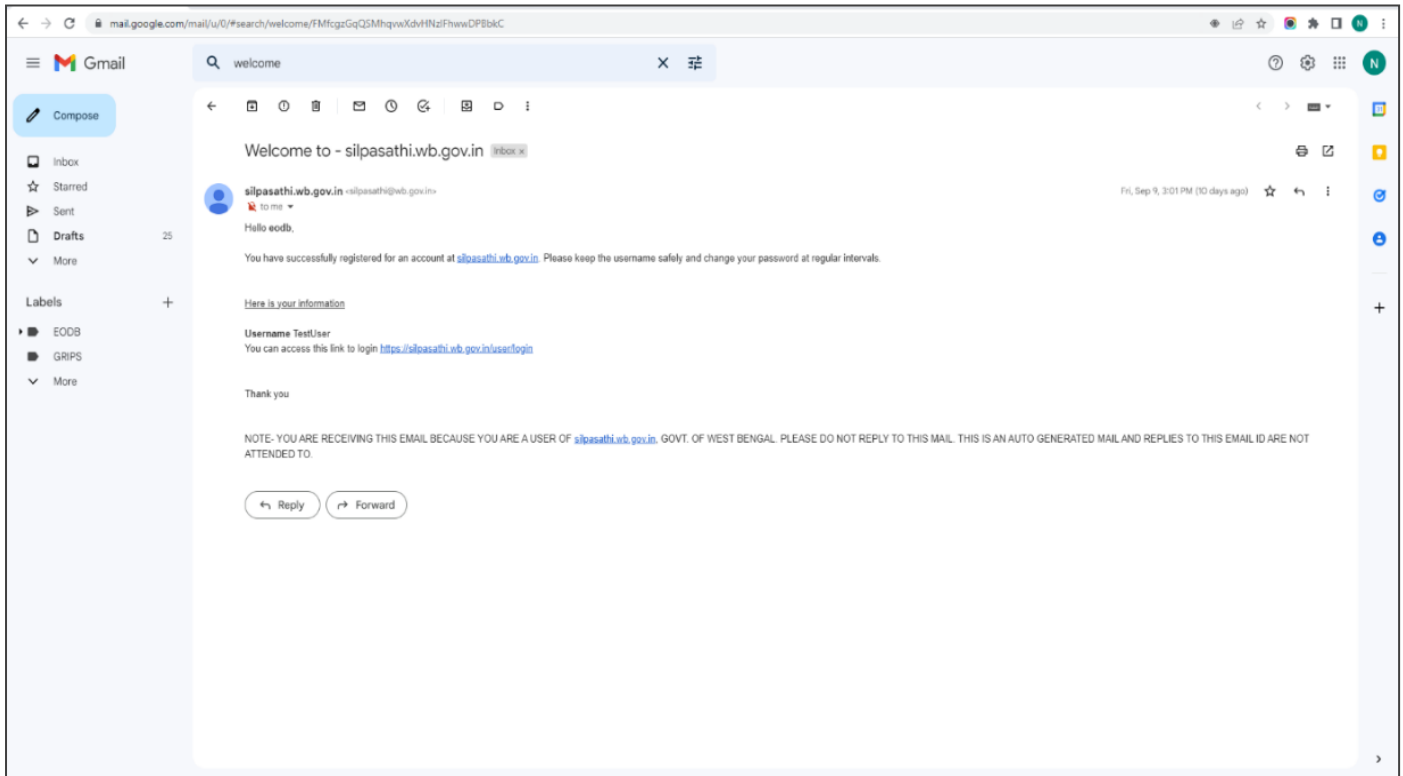 mail.google.com/mail/u/0/#search/welcome/FMfcgzGqQSMhqvwXdvHNzlFhwwDPBbkC
N
Gmail
welcome
N
Compose
31
Welcome to - silpasathi.wb.gov.in Inbox x
Inbox
Starred
silpasathi.wb.gov.in <silpasathi@wb.gov.in>
Fri, Sep 9, 3:01 PM (10 days ago)
to me
Sent
Hello eodb,
Drafts 25
More
You have successfully registered for an account at silpasathi.wb.gov.in. Please keep the username safely and change your password at regular intervals.
Labels
Here is your information
EODB
Username TestUser
You can access this link to login https://silpasathi.wb.gov.in/user/login
GRIPS
More
Thank you
NOTE- YOU ARE RECEIVING THIS EMAIL BECAUSE YOU ARE A USER OF silpasathi.wb.gov.in, GOVT. OF WEST BENGAL. PLEASE DO NOT REPLY TO THIS MAIL. THIS IS AN AUTO GENERATED MAIL AND REPLIES TO THIS EMAIL ID ARE NOT
ATTENDED TO.
Reply
Forward